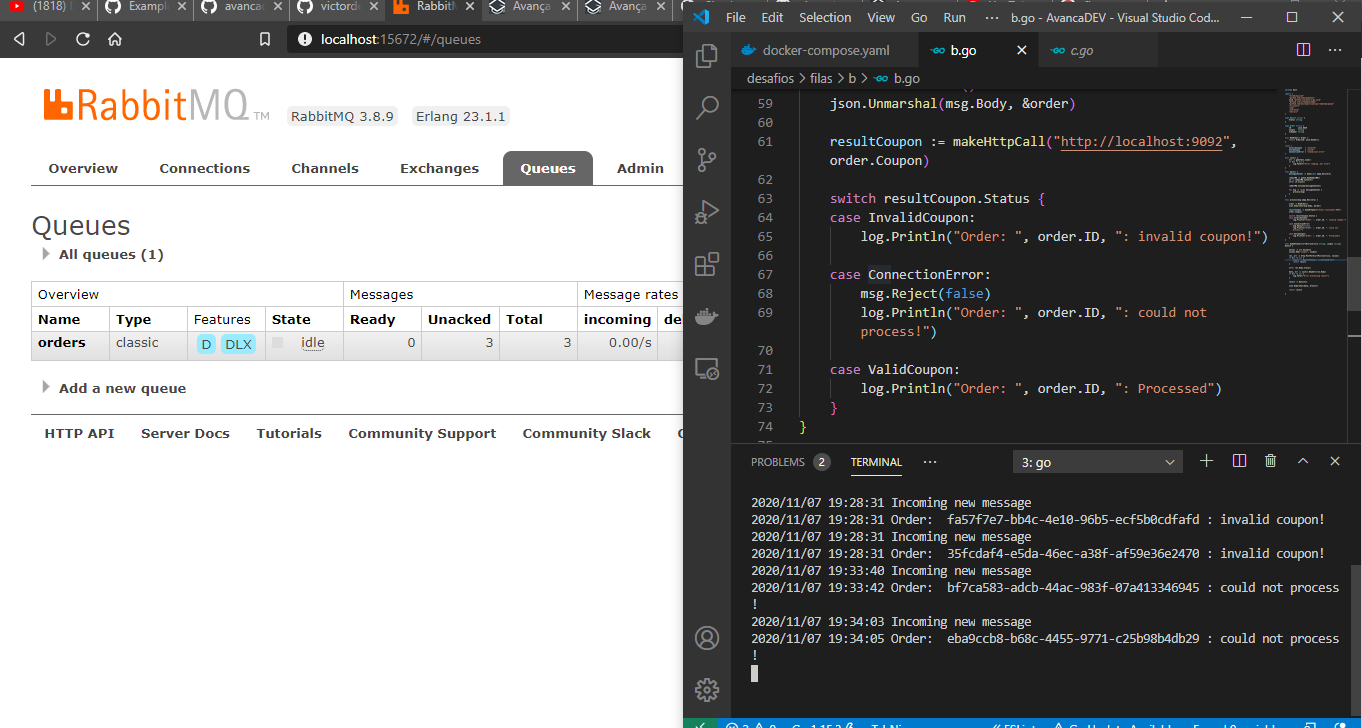 (1818)
Example
avancad
victorde
RabbitM
Avança
Avança
localhost:15672/#/queues
RabbitMQ TM
RabbitMQ 3.8.9
Erlang 23.1.1
Overview
Connections
Channels
Exchanges
Queues
Admin
Queues
All queues (1)
Overview
Messages
Message rates
Name
Type
Features
State
Ready
Unacked
Total
incoming
de
orders
classic
D
DLX
idle
0
3
3
0.00/s
Add a new queue
HTTP API
Server Docs
Tutorials
Community Support
Community Slack
File Edit Selection View Go Run ··· b.go - AvancaDEV - Visual Studio Cod...
docker-compose.yaml
b.go
c.go
desafios > filas > b > b.go
59 json.Unmarshal(msg.Body, &order)
60
61 resultCoupon := makeHttpCall("http://localhost:9092",
order.Coupon)
62
63 switch resultCoupon.Status {
64 case InvalidCoupon:
65 log.Println("Order: ", order.ID, ": invalid coupon!")
66
67 case ConnectionError:
68 msg.Reject(false)
69 log.Println("Order: ", order.ID, ": could not
process!")
70
71 case ValidCoupon:
72 log.Println("Order: ", order.ID, ": Processed")
73 }
74 }
PROBLEMS 2
TERMINAL
···
3: go
2020/11/07 19:28:31 Incoming new message
2020/11/07 19:28:31 Order:  fa57f7e7-bb4c-4e10-96b5-ecf5b0cdfafd : invalid coupon!
2020/11/07 19:28:31 Incoming new message
2020/11/07 19:28:31 Order:  35fcdaf4-e5da-46ec-a38f-af59e36e2470 : invalid coupon!
2020/11/07 19:33:40 Incoming new message
2020/11/07 19:33:42 Order:  bf7ca583-adcb-44ac-983f-07a413346945 : could not process
!
2020/11/07 19:34:03 Incoming new message
2020/11/07 19:34:05 Order:  eba9ccb8-b68c-4455-9771-c25b98b4db29 : could not process
!